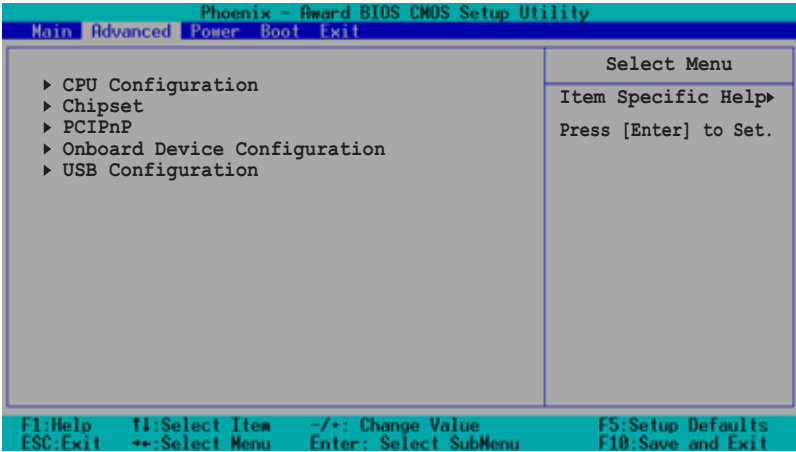 Phoenix - Award BIOS CMOS Setup Utility
Main Advanced Power Boot Exit
Select Menu
▸ CPU Configuration
▸ Chipset
▸ PCIPnP
▸ Onboard Device Configuration
▸ USB Configuration
Item Specific Help▸
Press [Enter] to Set.
F1:Help ↑↓:Select Item -/+: Change Value F5:Setup Defaults
ESC:Exit →←:Select Menu Enter: Select SubMenu F10:Save and Exit